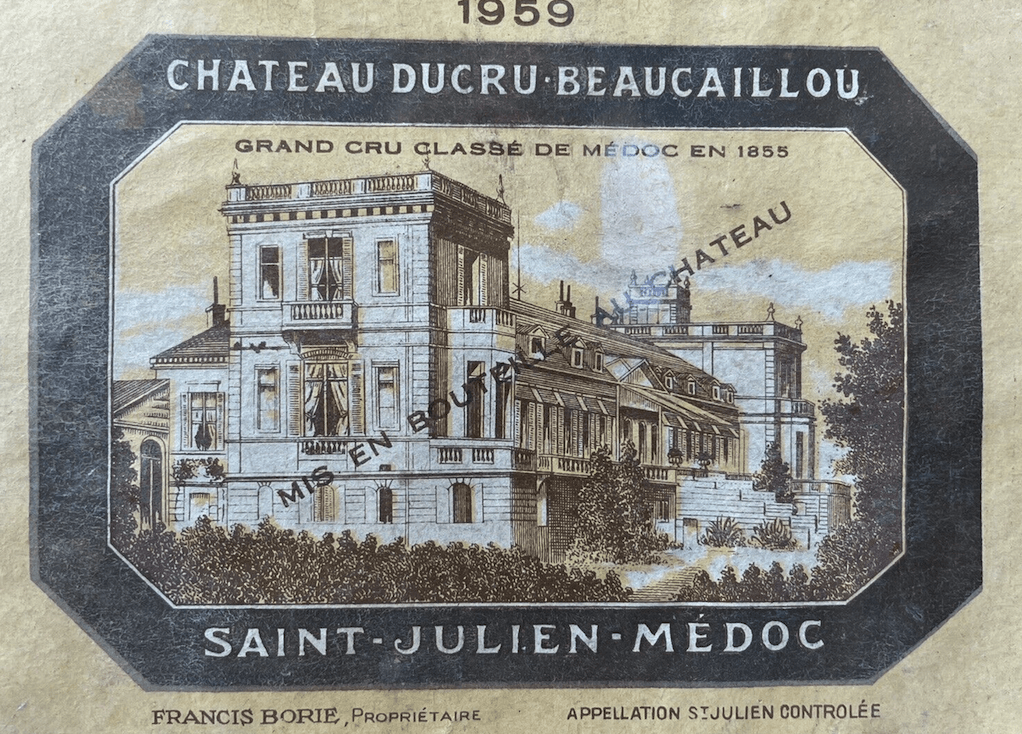 1959
CHATEAU DUCRU·BEAUCAILLOU
GRAND CRU CLASSÉ DE MÉDOC EN 1855
MIS EN BOUTEILLE AU CHATEAU
SAINT-JULIEN-MÉDOC
FRANCIS BORIE, PROPRIÉTAIRE
APPELLATION ST JULIEN CONTROLÉE